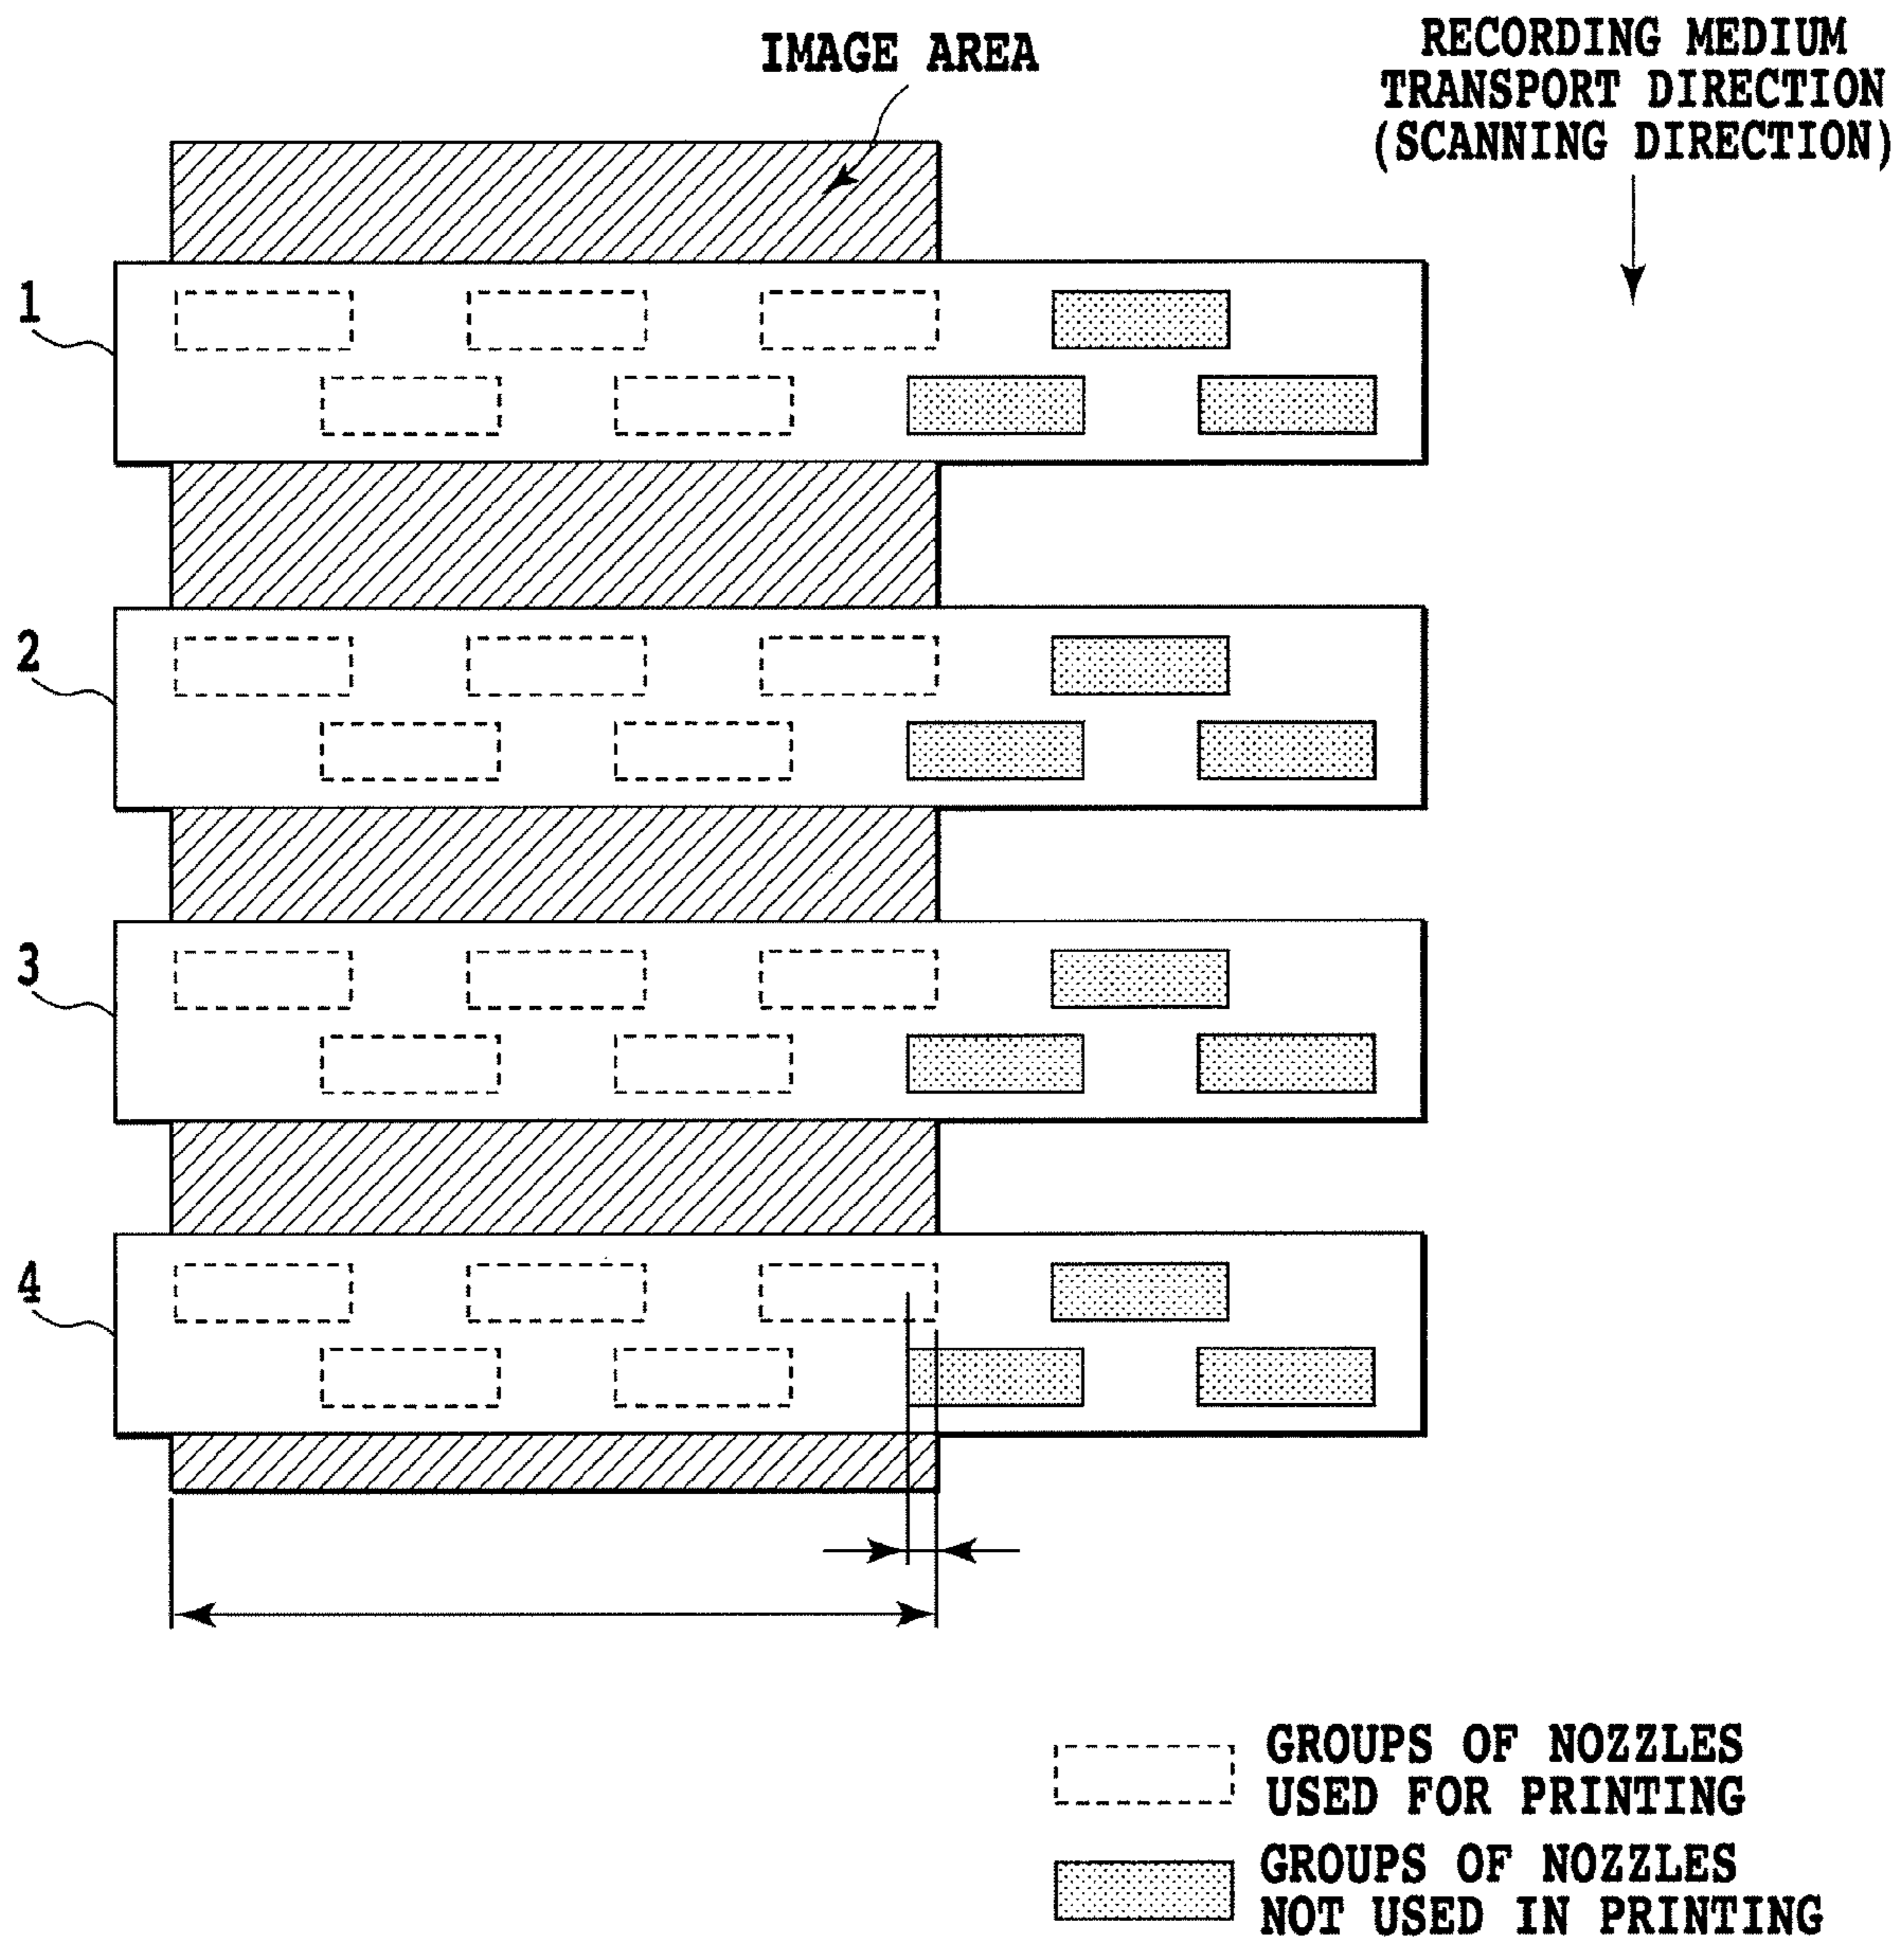 IMAGE AREA
RECORDING MEDIUM
TRANSPORT DIRECTION
(SCANNING DIRECTION)
1
2
3
4
GROUPS OF NOZZLES
USED FOR PRINTING
GROUPS OF NOZZLES
NOT USED IN PRINTING